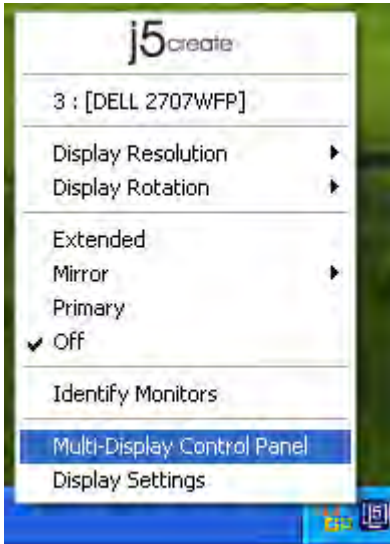 j5create
3 : [DELL 2707WFP]
Display Resolution
Display Rotation
Extended
Mirror
Primary
Off
Identify Monitors
Multi-Display Control Panel
Display Settings
j5